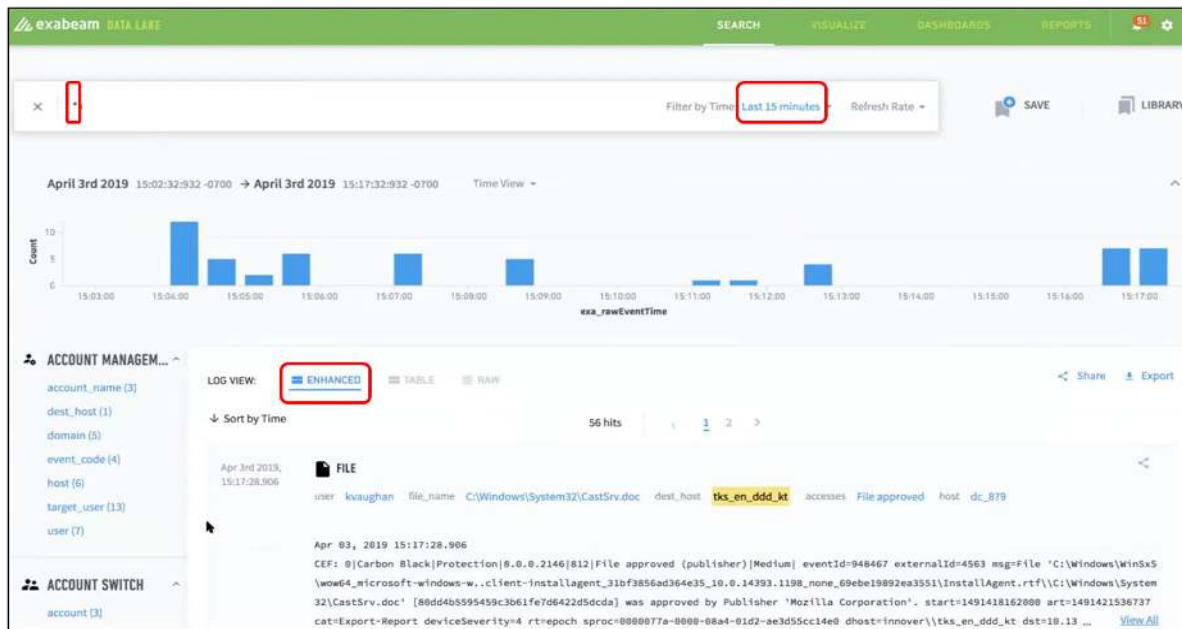 exabeam DATA LAKE
SEARCH VISUALIZE DASHBOARDS REPORTS 51
× * Filter by Time: Last 15 minutes Refresh Rate SAVE LIBRARY
April 3rd 2019 15:02:32:932 -0700 → April 3rd 2019 15:17:32:932 -0700 Time View
Count
10
5
0
15:03:00 15:04:00 15:05:00 15:06:00 15:07:00 15:08:00 15:09:00 15:10:00 15:11:00 15:12:00 15:13:00 15:14:00 15:15:00 15:16:00 15:17:00
exa_rawEventTime
ACCOUNT MANAGEM...
account_name (3)
dest_host (1)
domain (5)
event_code (4)
host (6)
target_user (13)
user (7)
ACCOUNT SWITCH
account (3)
LOG VIEW: ENHANCED TABLE RAW Share Export
Sort by Time 56 hits 1 2 >
Apr 3rd 2019,
15:17:28.906
FILE
user kvaughan file_name C:\Windows\System32\CastSrv.doc dest_host tks_en_ddd_kt accesses File approved host dc_879
Apr 03, 2019 15:17:28.906
CEF: 0|Carbon Black|Protection|8.0.0.2146|812|File approved (publisher)|Medium| eventId=948467 externalId=4563 msg=File 'C:\Windows\WinSxS
\wow64_microsoft-windows-w..client-installagent_31bf3856ad364e35_10.0.14393.1198_none_69ebe19892ea3551\InstallAgent.rtf\\C:\Windows\System
32\CastSrv.doc' [80dd4b5595459c3b61fe7d6422d5dcda] was approved by Publisher 'Mozilla Corporation'. start=1491418162000 art=1491421536737
cat=Export-Report deviceSeverity=4 rt=epoch sproc=0000077a-0000-08a4-01d2-ae3d55cc14e0 dhost=innover\\tks_en_ddd_kt dst=10.13 ... View All